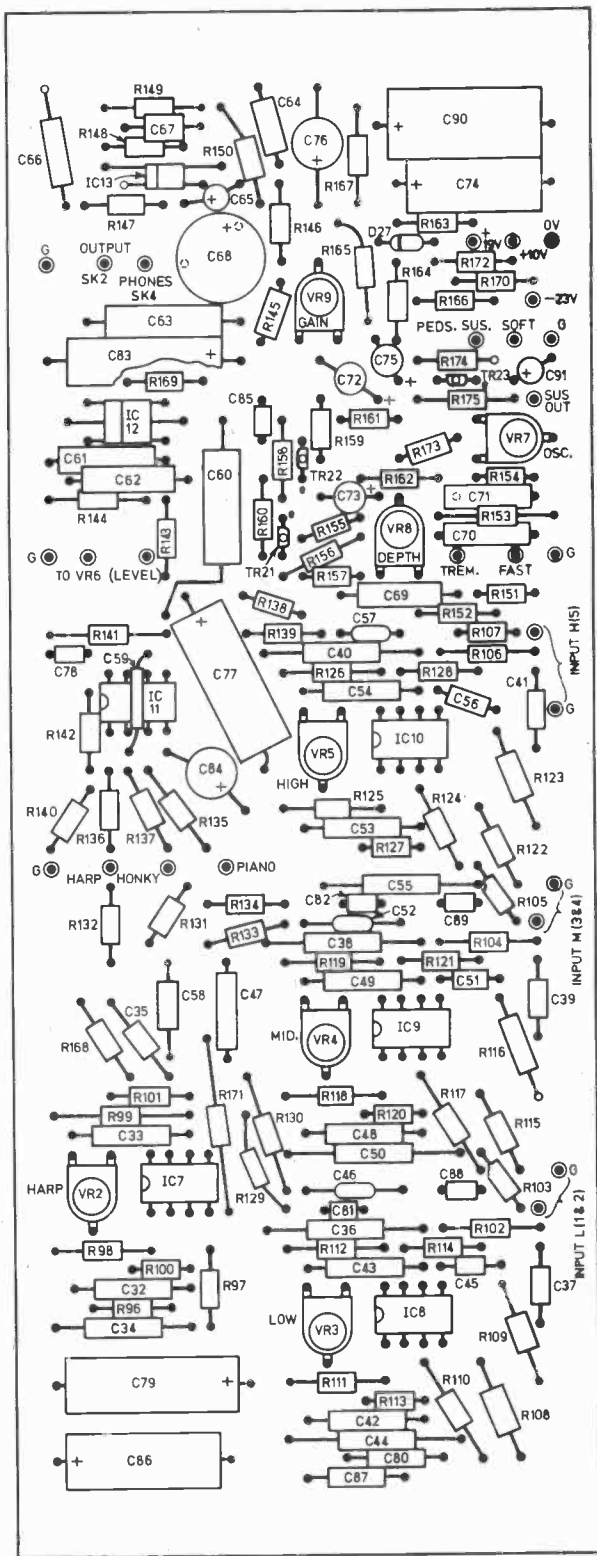 R149
C64
C90
C67
R148
C76
R150
C66
R167
IC13
C74
C65
R147
R163
R146
OV
D27
+
19V
+10V
G
OUTPUT
SK2
C68
R165
R172
PHONES
SK4
R164
R170
VR9
R166
-23V
C63
R145
GAIN
PEDS. SUS. SOFT G
C83
+
C75
R174
TR23
C91
R169
C72
R175
C85
R161
SUS
OUT
IC
12
R159
VR7
C61
C60
R158
R173
OSC.
C62
TR22
R162
R154
R144
C73
C71
R160
R155
VR8
R153
R143
TR21
R156
C70
G
DEPTH
TREM. FAST G
TO VR6 (LEVEL)
R157
C69
R151
R138
R152
C57
R141
R139
R107
INPUT H(5)
C40
R106
C78
C59
C77
R126
R128
C41
C54
IC
11
C56
R142
G
VR5
IC10
HIGH
C84
R123
R140
R136
R137
R135
R125
R124
C53
R122
R127
G
HARP
HONKY
PIANO
C55
G
C82
R105
R132
R131
R134
C52
C89
R133
C38
R104
INPUT M(3&4)
R119
R121
C49
C51
C58
C47
C39
C35
R168
MID.
VR4
IC9
R116
R101
R171
R118
R117
R99
R130
R120
R115
C33
C48
C50
HARP
VR2
IC7
R129
C46
C88
R103
G
C81
C36
R102
INPUT L(1&2)
R98
R112
R114
R100
C43
C45
C37
C32
R97
R96
LOW
VR3
IC8
C34
R109
R111
R110
C79
+
R113
R108
C42
C44
+
C86
C80
C87